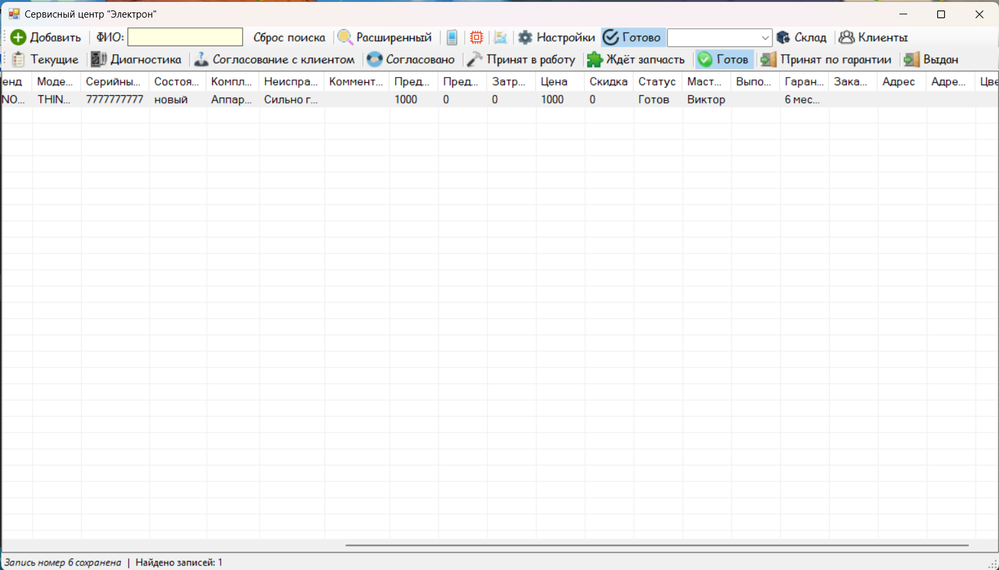 Сервисный центр "Электрон"
Добавить ФИО: Сброс поиска Расширенный Настройки Готово Склад Клиенты
Текущие Диагностика Согласование с клиентом Согласовано Принят в работу Ждёт запчасть Готов Принят по гарантии Выдан
енд Моде... Серийны... Состоя... Компл... Неиспра... Коммент... Пред... Пред... Затр... Цена Скидка Статус Маст... Выпо... Гаран... Зака... Адрес Адре... Цве
NO... THIN... 7777777777 новый Аппар... Сильно г... 1000 0 0 1000 0 Готов Виктор 6 мес...
Запись номер 6 сохранена | Найдено записей: 1